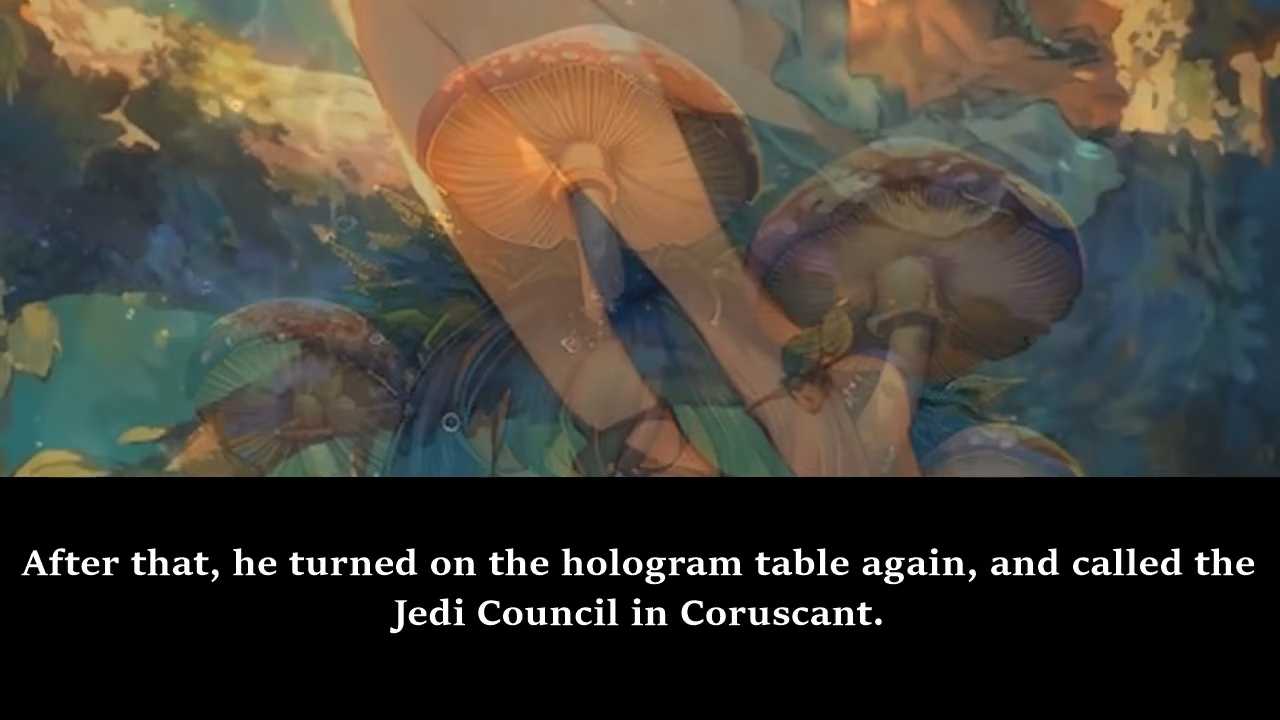 After that, he turned on the hologram table again, and called the
Jedi Council in Coruscant.